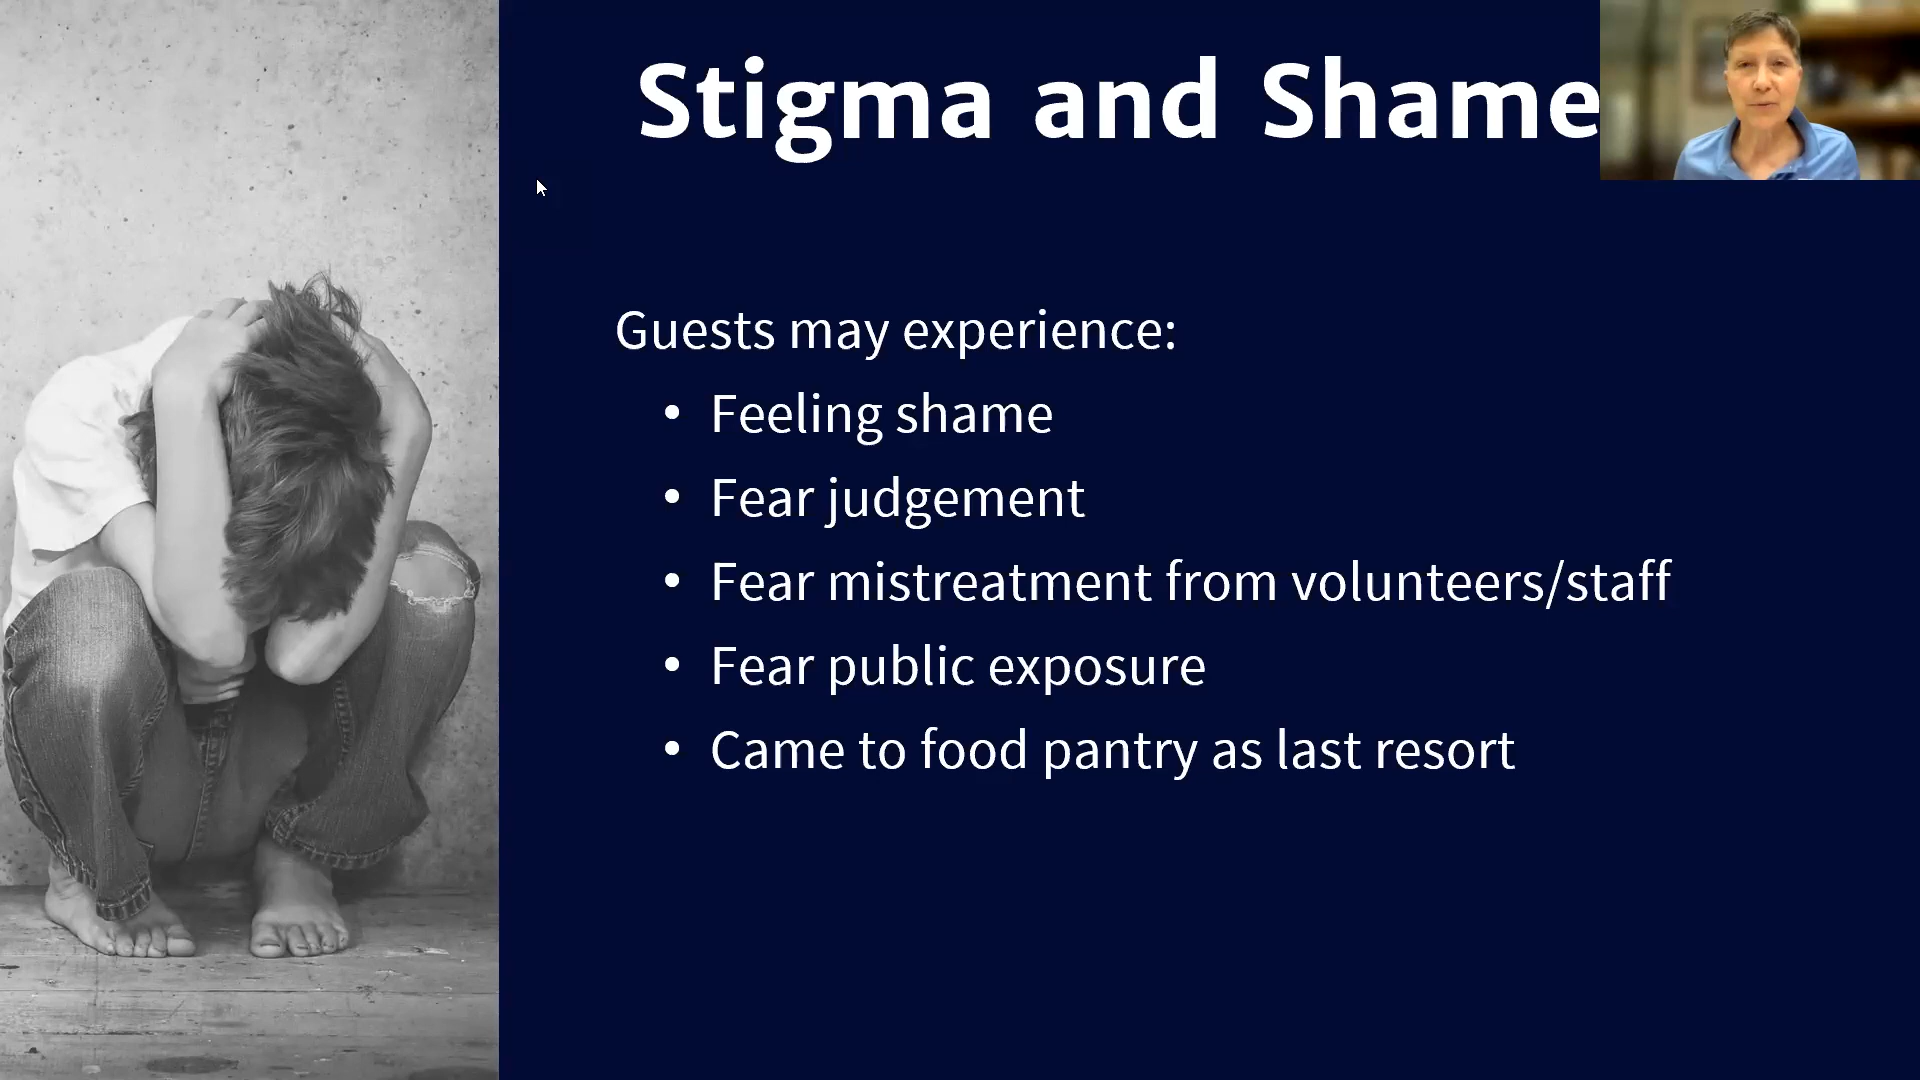 Stigma and Shame
Guests may experience:
• Feeling shame
• Fear judgement
• Fear mistreatment from volunteers/staff
• Fear public exposure
• Came to food pantry as last resort